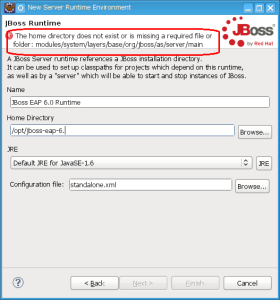 New Server Runtime Environment
JBoss Runtime
The home directory does not exist or is missing a required file or
folder: modules/system/layers/base/org/jboss/as/server/main
JBoss
by Red Hat
A JBoss Server runtime references a JBoss installation directory.
It can be used to set up classpaths for projects which depend on this runtime,
as well as by a "server" which will be able to start and stop instances of JBoss.
Name
JBoss EAP 6.0 Runtime
Home Directory
/opt/jboss-eap-6.
Browse...
JRE
Default JRE for JavaSE-1.6
JRE
Configuration file: standalone.xml
Browse...
< Back
Next >
Finish
Cancel